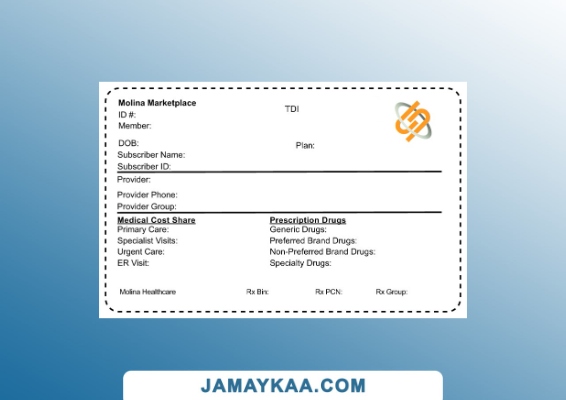 Molina Marketplace
ID #: TDI
Member:
DOB: Plan:
Subscriber Name:
Subscriber ID:
Provider:
Provider Phone:
Provider Group:
Medical Cost Share Prescription Drugs
Primary Care: Generic Drugs:
Specialist Visits: Preferred Brand Drugs:
Urgent Care: Non-Preferred Brand Drugs:
ER Visit: Specialty Drugs:
Molina Healthcare Rx Bin: Rx PCN: Rx Group:
JAMAYKAA.COM